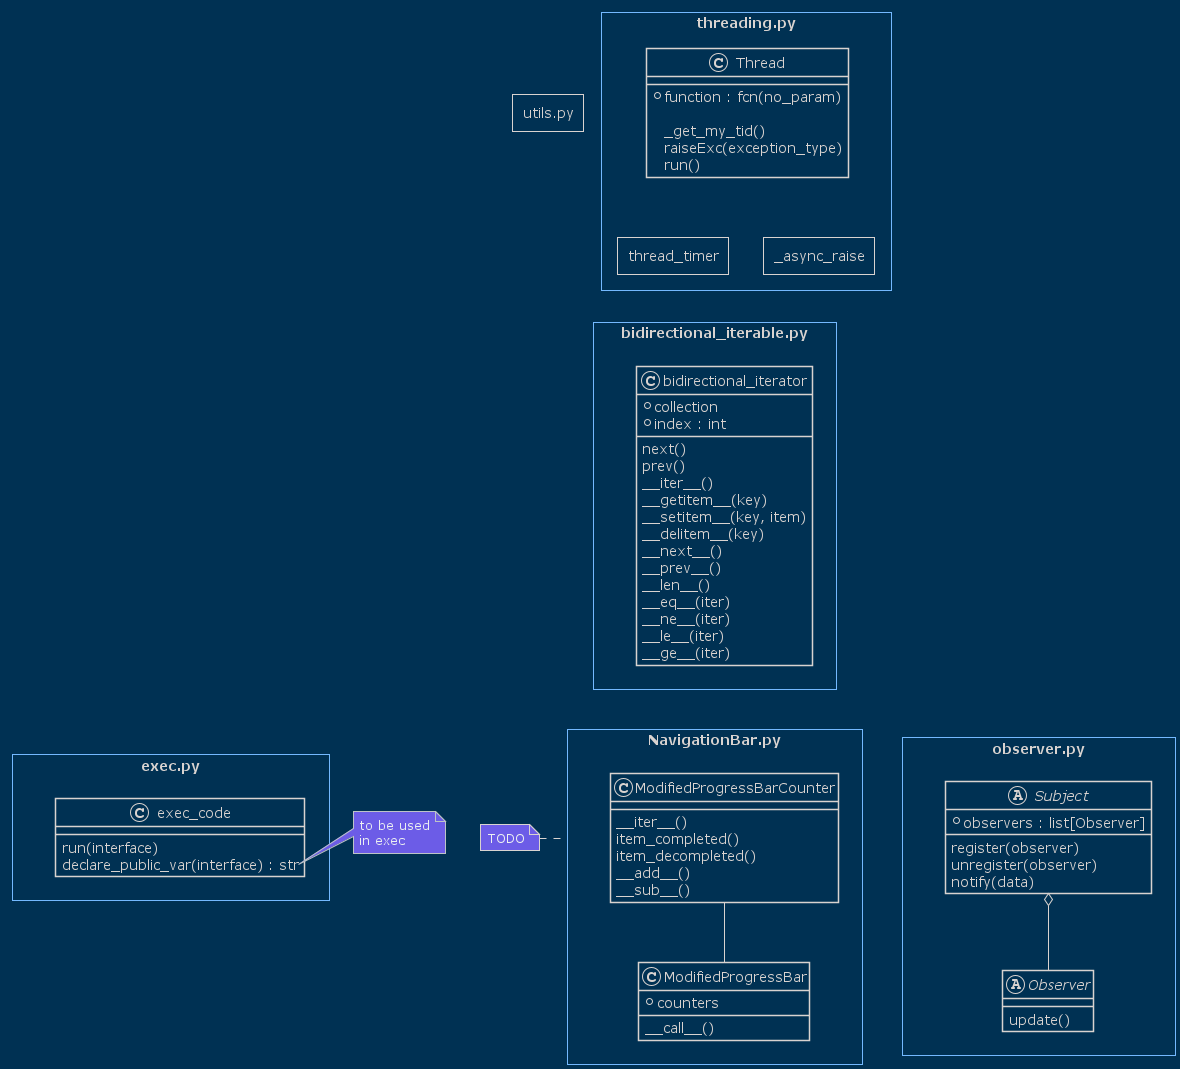 threading.py
C Thread
function : fcn(no_param)
_get_my_tid()
raiseExc(exception_type)
run()
utils.py
thread_timer
_async_raise
bidirectional_iterable.py
C bidirectional_iterator
collection
index : int
next()
prev()
__iter__()
__getitem__(key)
__setitem__(key, item)
__delitem__(key)
__next__()
__prev__()
__len__()
__eq__(iter)
__ne__(iter)
__le__(iter)
__ge__(iter)
exec.py
C exec_code
run(interface)
declare_public_var(interface) : str
to be used
in exec
TODO
NavigationBar.py
C ModifiedProgressBarCounter
__iter__()
item_completed()
item_decompleted()
__add__()
__sub__()
C ModifiedProgressBar
counters
__call__()
observer.py
A Subject
observers : list[Observer]
register(observer)
unregister(observer)
notify(data)
A Observer
update()